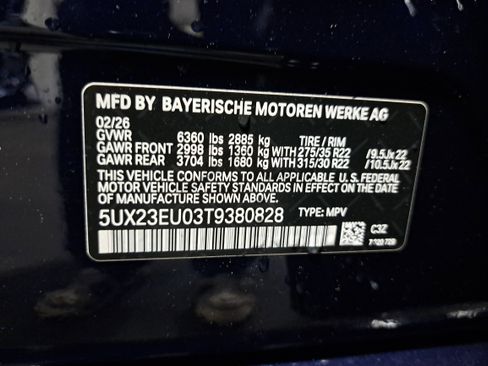 MFD BY BAYERISCHE MOTOREN WERKE AG
02/26
GVWR 6360 lbs 2885 kg TIRE / RIM
GAWR FRONT 2998 lbs 1360 kg WITH 275/35 R22 / 9.5Jx22
GAWR REAR 3704 lbs 1680 kg WITH 315/30 R22 / 10.5Jx22
THIS VEHICLE CONFORMS TO ALL APPLICABLE U.S. FEDERAL
MOTOR VEHICLE SAFETY STANDARDS IN EFFECT ON THE DATE
OF MANUFACTURE SHOWN ABOVE.
5UX23EU03T9380828 TYPE: MPV
C3Z